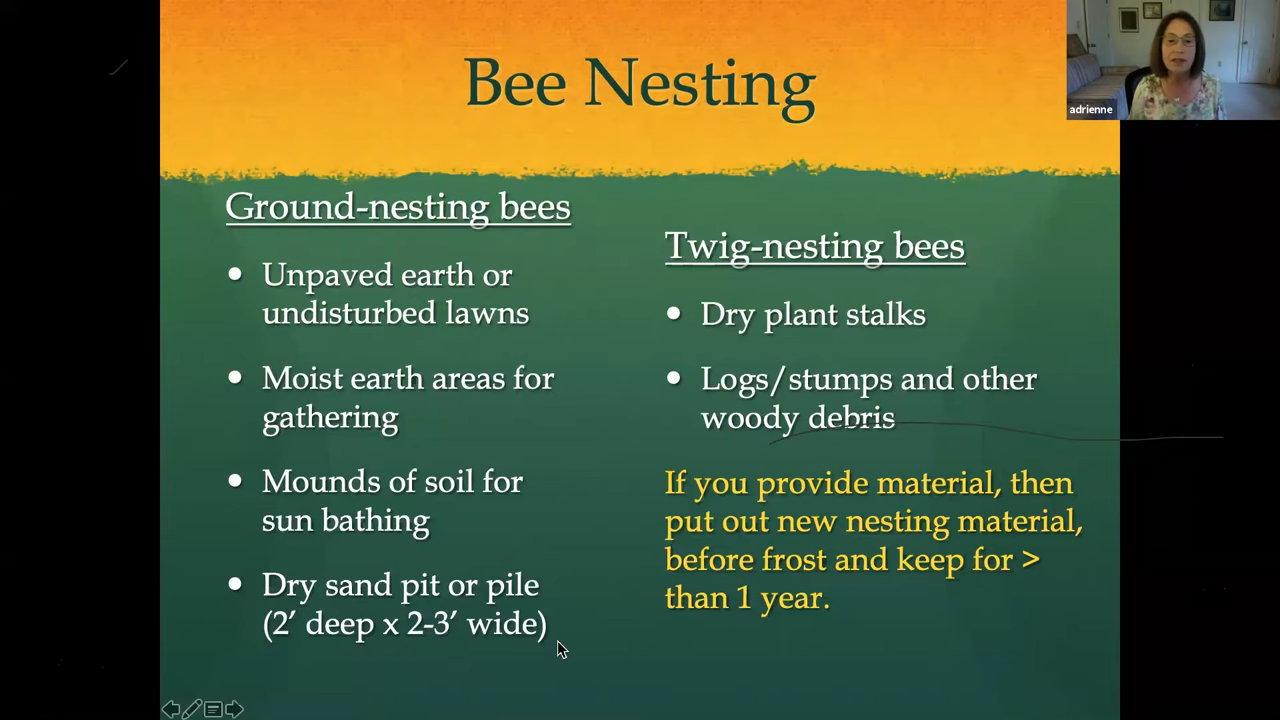 Bee Nesting
adrienne
Ground-nesting bees
• Unpaved earth or
undisturbed lawns
• Moist earth areas for
gathering
• Mounds of soil for
sun bathing
• Dry sand pit or pile
(2′ deep x 2-3′ wide)
Twig-nesting bees
• Dry plant stalks
• Logs/stumps and other
woody debris
If you provide material, then
put out new nesting material,
before frost and keep for >
than 1 year.